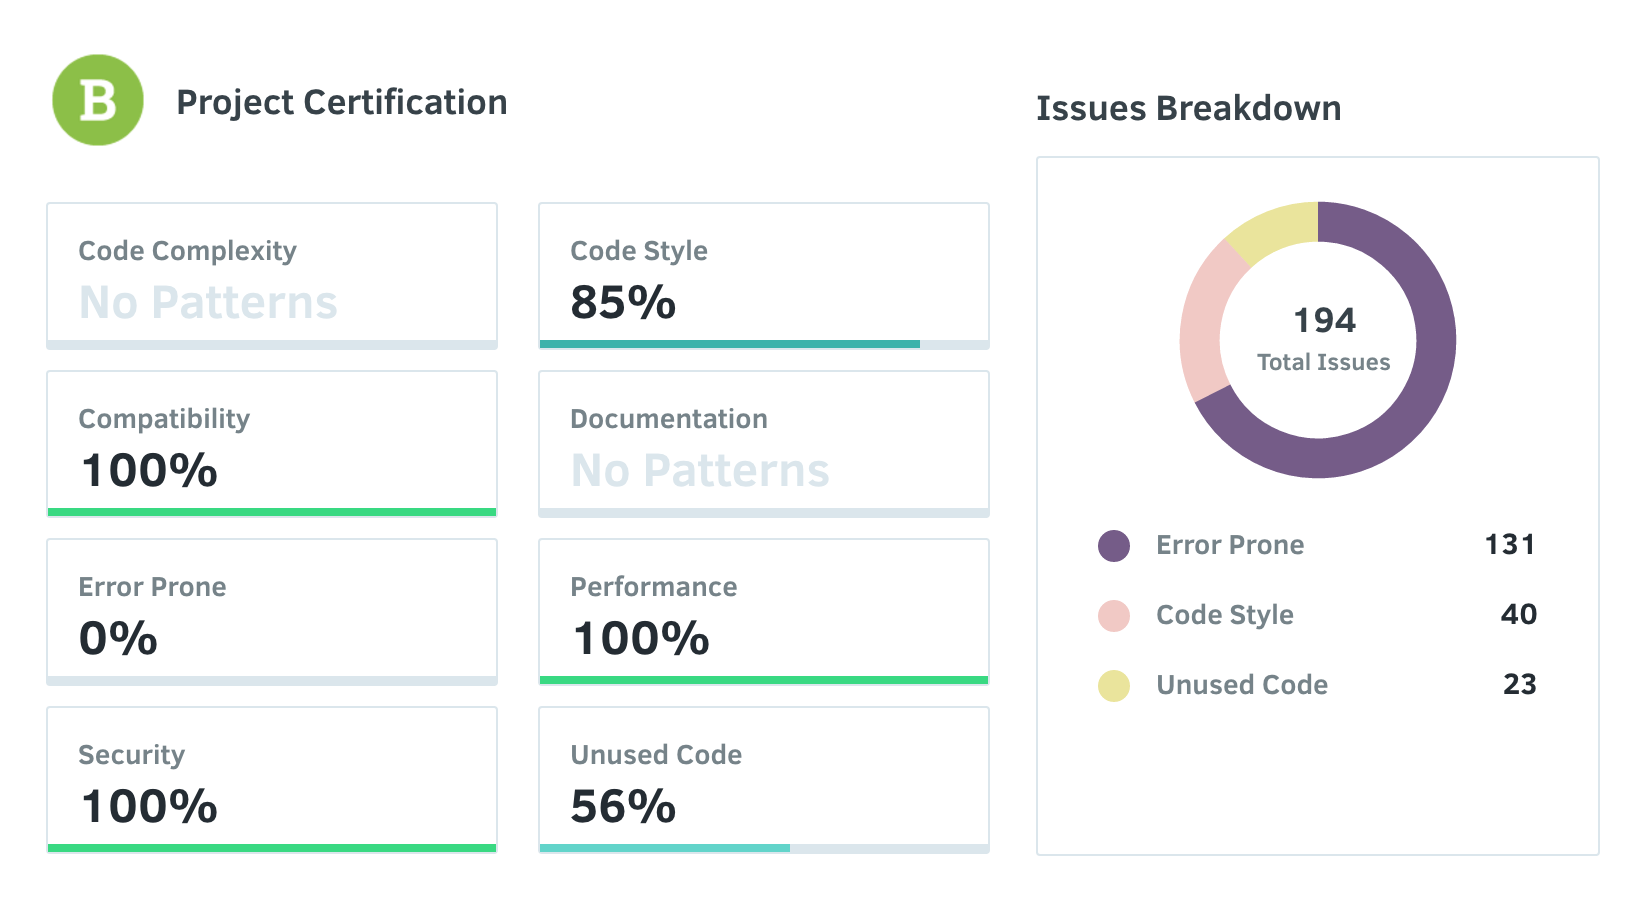 B
Project Certification
Code Complexity
No Patterns
Code Style
85%
Compatibility
100%
Documentation
No Patterns
Error Prone
0%
Performance
100%
Security
100%
Unused Code
56%
Issues Breakdown
194
Total Issues
Error Prone 131
Code Style 40
Unused Code 23